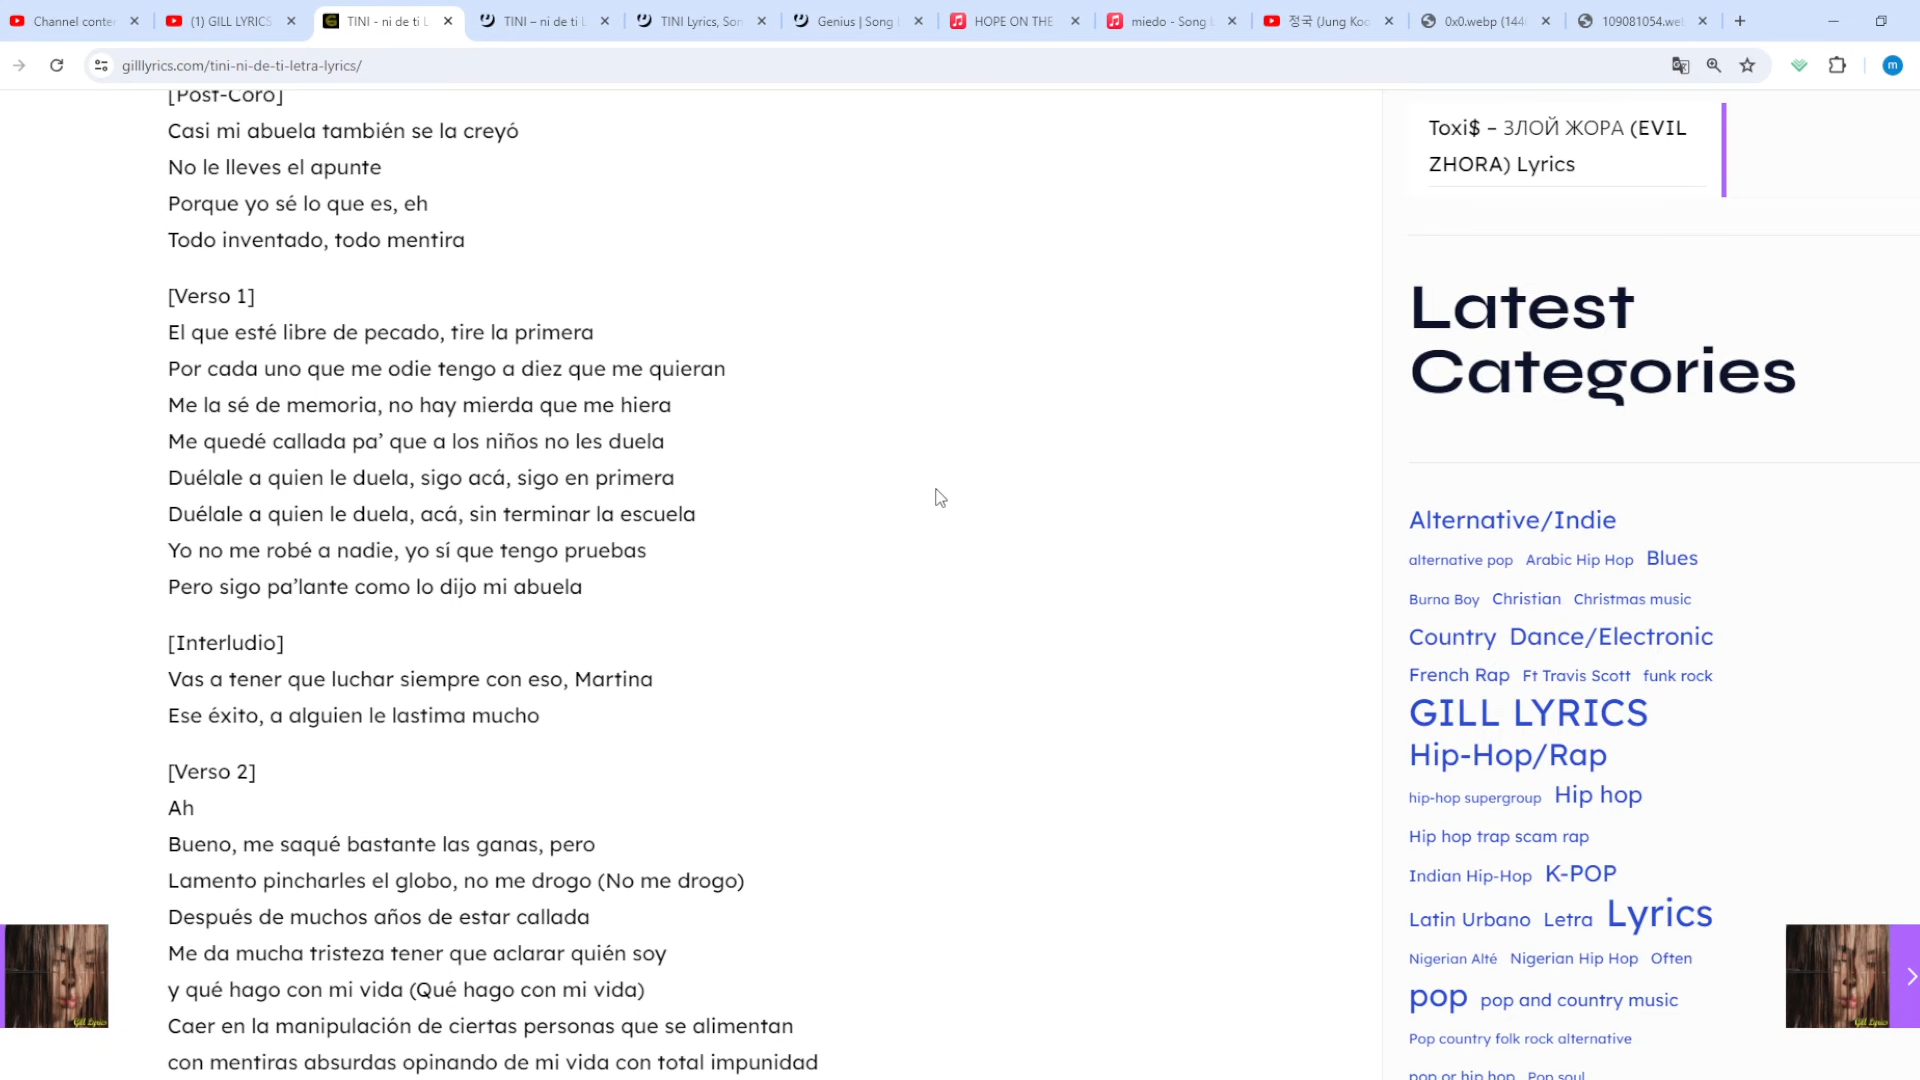 Channel conte
(1) GILL LYRICS
TINI - ni de ti L
TINI – ni de ti L
TINI Lyrics, Son
Genius | Song
HOPE ON THE
miedo - Song
정국 (Jung Koo
0x0.webp (144
109081054.we
gilllyrics.com/tini-ni-de-ti-letra-lyrics/
m
[Post-Coro]
Casi mi abuela también se la creyó
No le lleves el apunte
Porque yo sé lo que es, eh
Todo inventado, todo mentira
[Verso 1]
El que esté libre de pecado, tire la primera
Por cada uno que me odie tengo a diez que me quieran
Me la sé de memoria, no hay mierda que me hiera
Me quedé callada pa’ que a los niños no les duela
Duélale a quien le duela, sigo acá, sigo en primera
Duélale a quien le duela, acá, sin terminar la escuela
Yo no me robé a nadie, yo sí que tengo pruebas
Pero sigo pa’lante como lo dijo mi abuela
[Interludio]
Vas a tener que luchar siempre con eso, Martina
Ese éxito, a alguien le lastima mucho
[Verso 2]
Ah
Bueno, me saqué bastante las ganas, pero
Lamento pincharles el globo, no me drogo (No me drogo)
Después de muchos años de estar callada
Me da mucha tristeza tener que aclarar quién soy
y qué hago con mi vida (Qué hago con mi vida)
Caer en la manipulación de ciertas personas que se alimentan
con mentiras absurdas opinando de mi vida con total impunidad
Toxi$ – ЗЛОЙ ЖОРА (EVIL
ZHORA) Lyrics
Latest
Categories
Alternative/Indie
alternative pop Arabic Hip Hop Blues
Burna Boy Christian Christmas music
Country Dance/Electronic
French Rap Ft Travis Scott funk rock
GILL LYRICS
Hip-Hop/Rap
hip-hop supergroup Hip hop
Hip hop trap scam rap
Indian Hip-Hop K-POP
Latin Urbano Letra Lyrics
Nigerian Alté Nigerian Hip Hop Often
pop pop and country music
Pop country folk rock alternative
pop or hip hop Pop soul
Gill Lyrics
Gill Lyrics